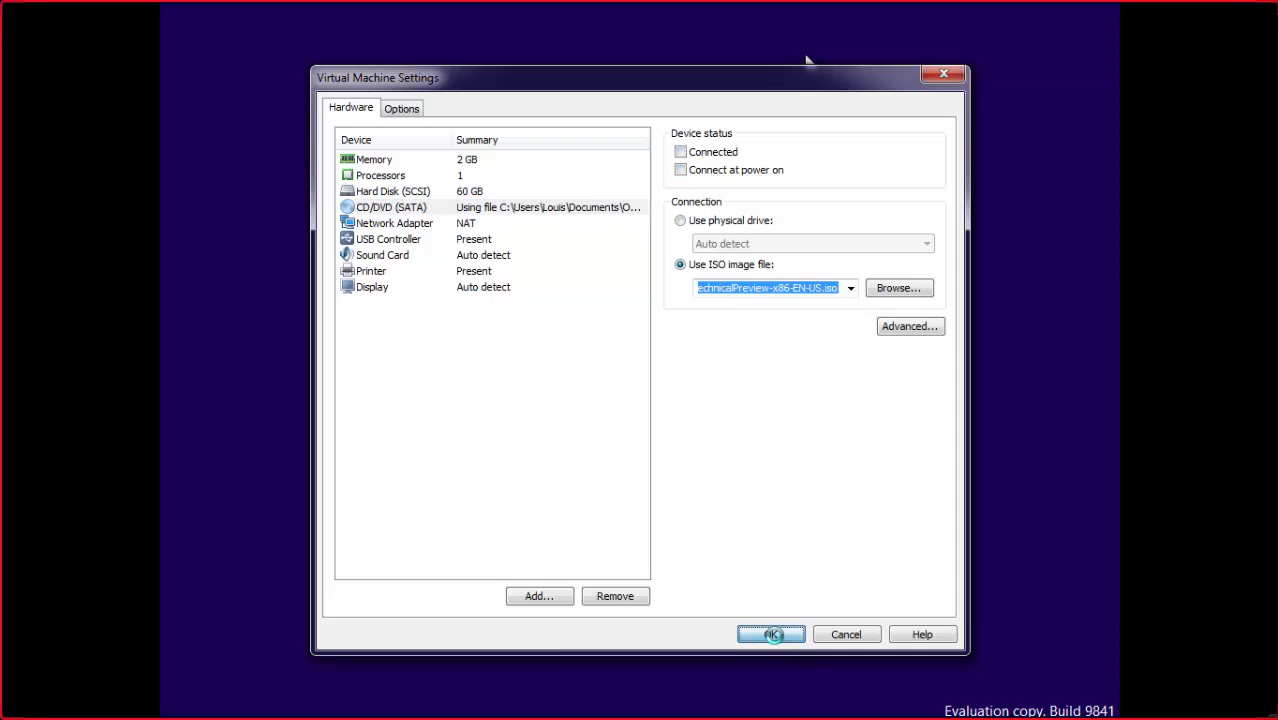 Virtual Machine Settings
Hardware
Options
Device Summary
Memory 2 GB
Processors 1
Hard Disk (SCSI) 60 GB
CD/DVD (SATA) Using file C:\Users\Louis\Documents\O...
Network Adapter NAT
USB Controller Present
Sound Card Auto detect
Printer Present
Display Auto detect
Add...
Remove
Device status
Connected
Connect at power on
Connection
Use physical drive:
Auto detect
Use ISO image file:
echnicalPreview-x86-EN-US.iso
Browse...
Advanced...
OK
Cancel
Help
Evaluation copy. Build 9841